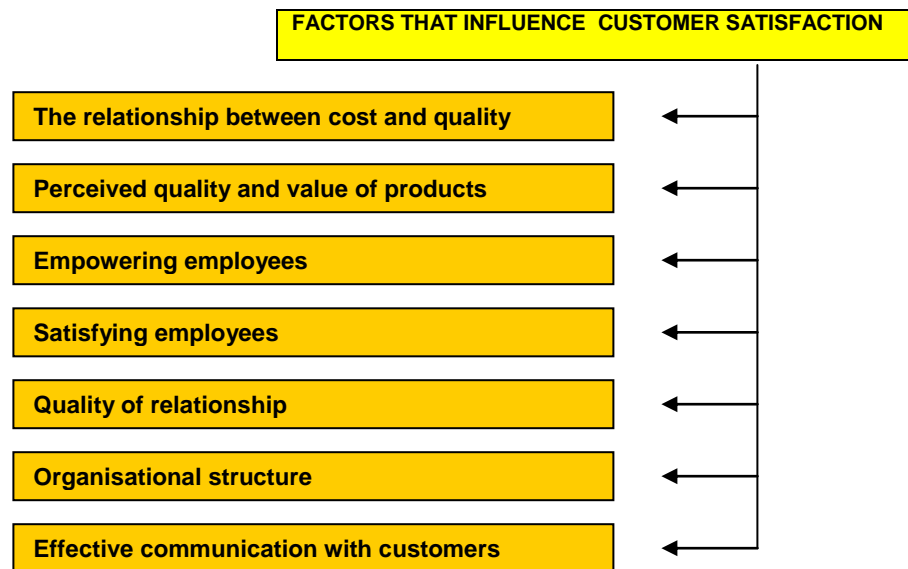 FACTORS THAT INFLUENCE CUSTOMER SATISFACTION
The relationship between cost and quality
Perceived quality and value of products
Empowering employees
Satisfying employees
Quality of relationship
Organisational structure
Effective communication with customers